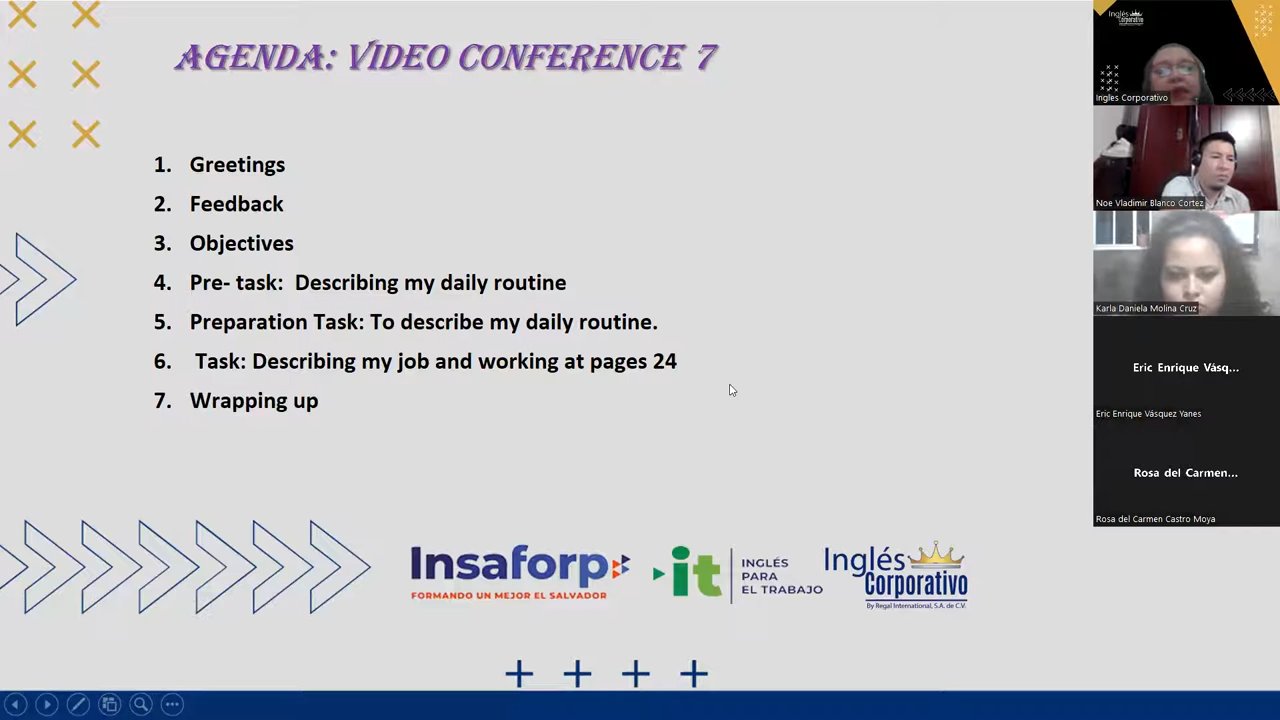 AGENDA: VIDEO CONFERENCE 7
1. Greetings
2. Feedback
3. Objectives
4. Pre- task: Describing my daily routine
5. Preparation Task: To describe my daily routine.
6. Task: Describing my job and working at pages 24
7. Wrapping up
Insaforp
FORMANDO UN MEJOR EL SALVADOR
it
INGLÉS
PARA
EL TRABAJO
Inglés
Corporativo
By Regal International, S.A. de C.V.
Inglés
Corporativo
Ingles Corporativo
Noe Vladimir Blanco Cortez
Karla Daniela Molina Cruz
Eric Enrique Vásq...
Eric Enrique Vásquez Yanes
Rosa del Carmen...
Rosa del Carmen Castro Moya